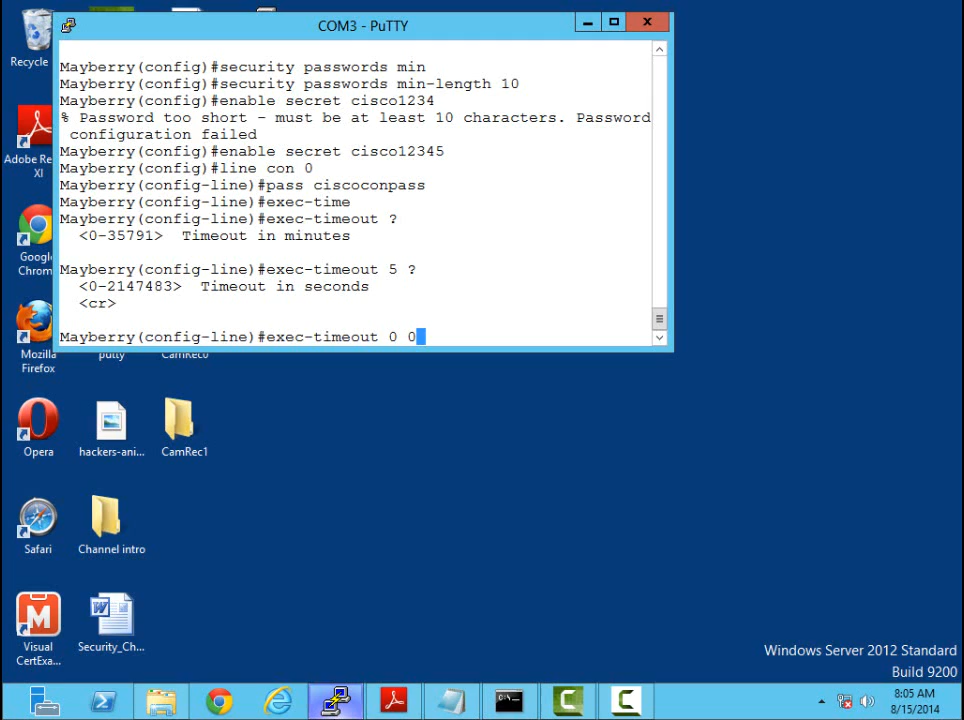 COM3 - PuTTY
Mayberry(config)#security passwords min
Mayberry(config)#security passwords min-length 10
Mayberry(config)#enable secret cisco1234
% Password too short - must be at least 10 characters. Password
configuration failed
Mayberry(config)#enable secret cisco12345
Mayberry(config)#line con 0
Mayberry(config-line)#pass ciscoconpass
Mayberry(config-line)#exec-time
Mayberry(config-line)#exec-timeout ?
<0-35791>  Timeout in minutes
Mayberry(config-line)#exec-timeout 5 ?
<0-2147483>  Timeout in seconds
<cr>
Mayberry(config-line)#exec-timeout 0 0
Recycle
Adobe Re
XI
Googl
Chrom
Mozilla
Firefox
putty
CamRec0
Opera
hackers-ani...
CamRec1
Safari
Channel intro
Visual
CertExa...
Security_Ch...
Windows Server 2012 Standard
Build 9200
8:05 AM
8/15/2014